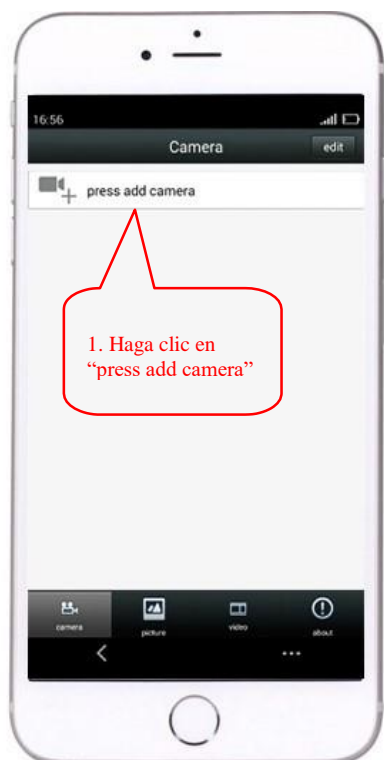 16:56
Camera
edit
press add camera
1. Haga clic en
“press add camera”
camera
picture
video
about